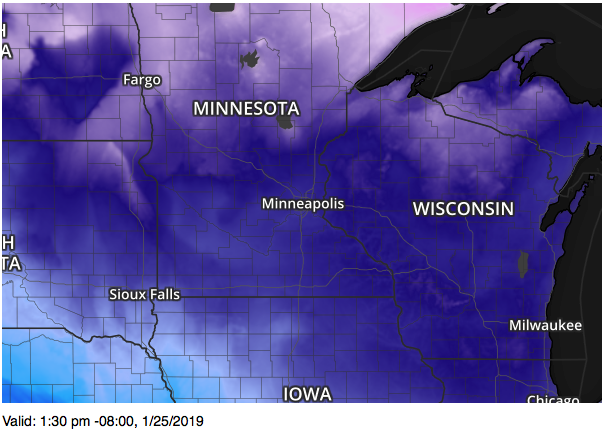 H
A
Fargo
MINNESOTA
Minneapolis
WISCONSIN
H
TA
Sioux Falls
Milwaukee
IOWA
Chicago
Valid: 1:30 pm -08:00, 1/25/2019